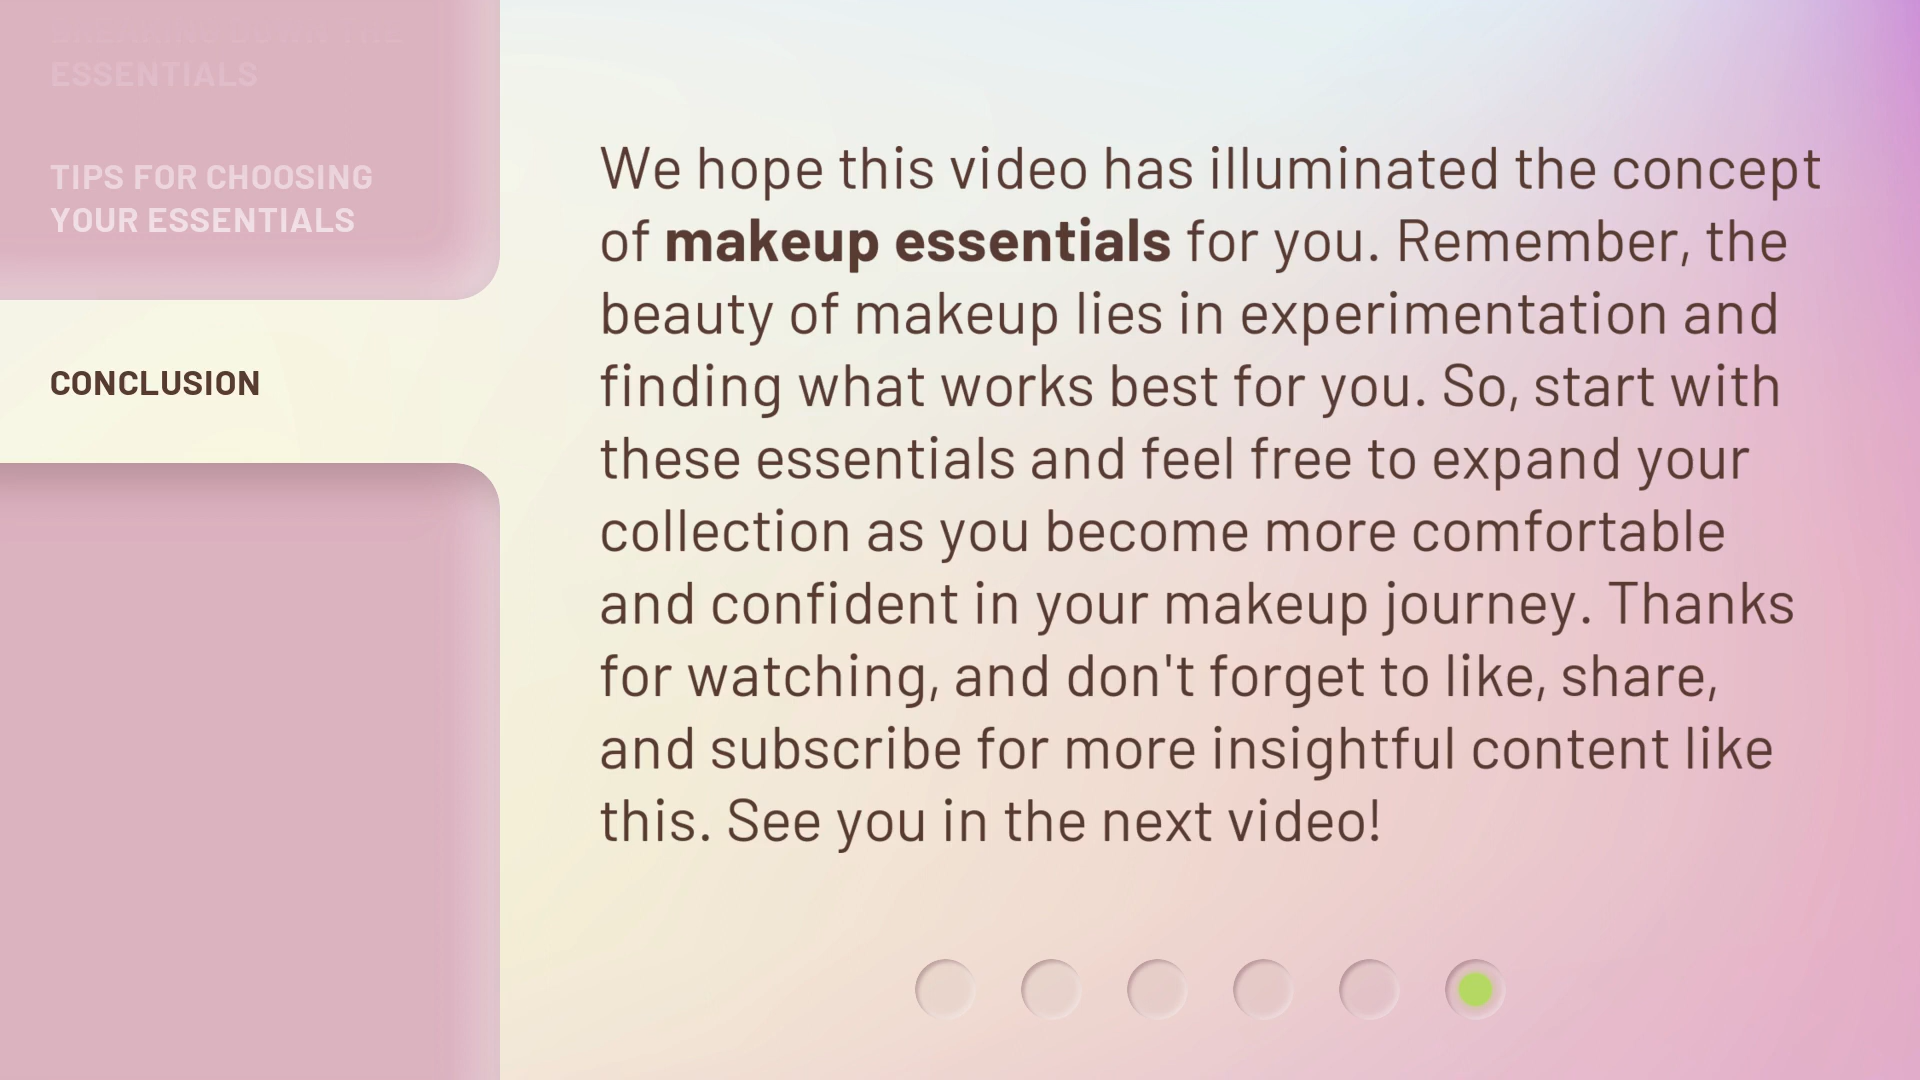 BREAKING DOWN THE
ESSENTIALS
TIPS FOR CHOOSING
YOUR ESSENTIALS
CONCLUSION
We hope this video has illuminated the concept
of makeup essentials for you. Remember, the
beauty of makeup lies in experimentation and
finding what works best for you. So, start with
these essentials and feel free to expand your
collection as you become more comfortable
and confident in your makeup journey. Thanks
for watching, and don't forget to like, share,
and subscribe for more insightful content like
this. See you in the next video!